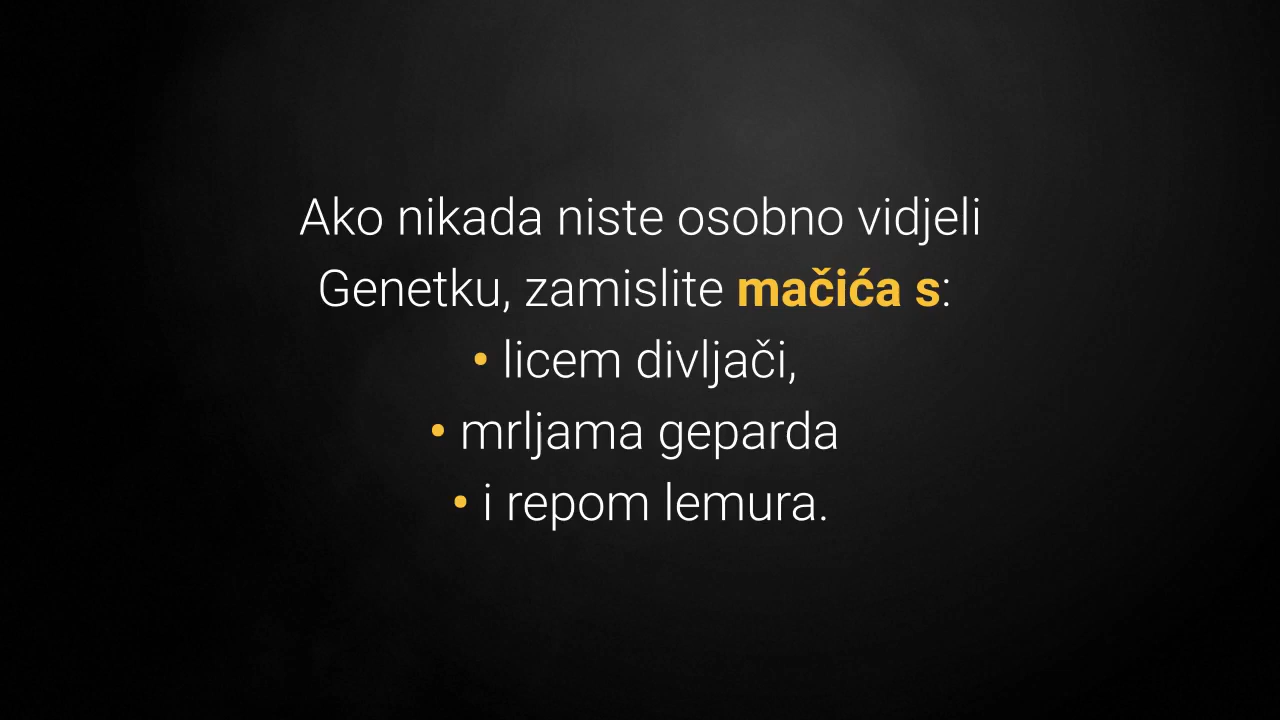 Ako nikada niste osobno vidjeli
Genetku, zamislite mačića s:
• licem divljači,
• mrljama geparda
• i repom lemura.